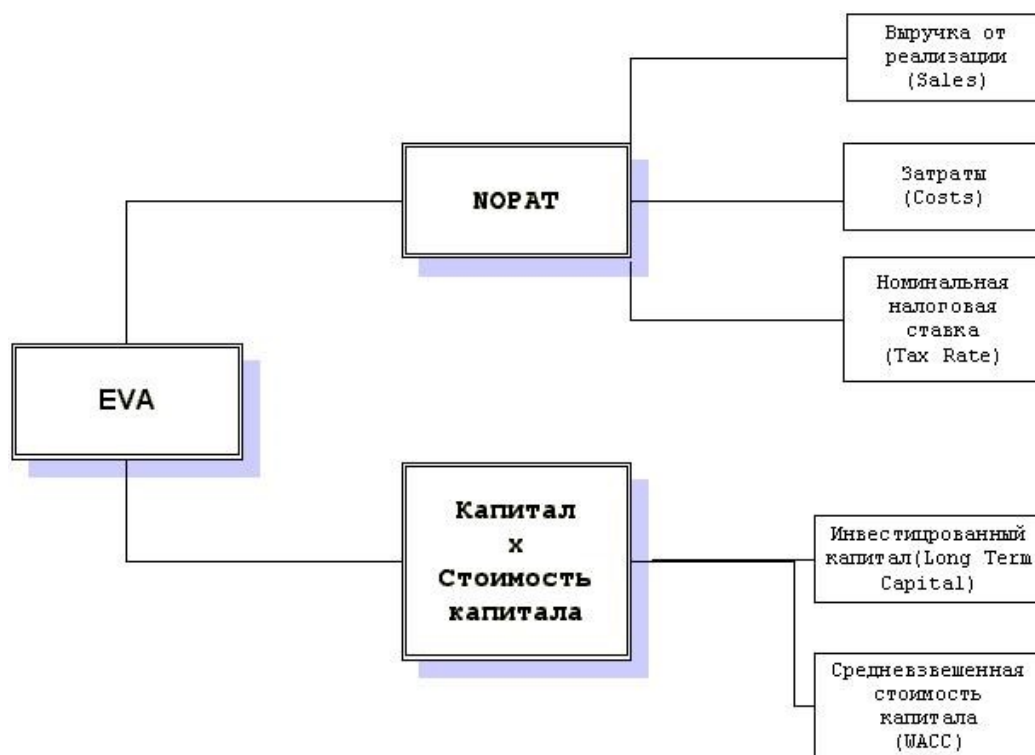 Выручка от
реализации
(Sales)
NOPAT
Затраты
(Costs)
Номинальная
налоговая
ставка
(Tax Rate)
EVA
Капитал
x
Стоимость
капитала
Инвестицрованный
капитал(Long Term
Capital)
Средневзвешенная
стоимость
капитала
(WACC)